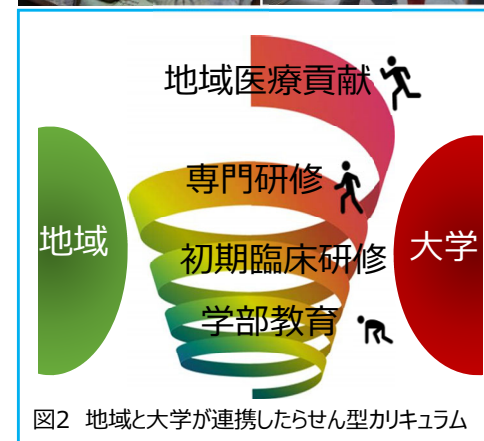 地域医療貢献
専門研修
地域
大学
初期臨床研修
学部教育
図2 地域と大学が連携したらせん型カリキュラム